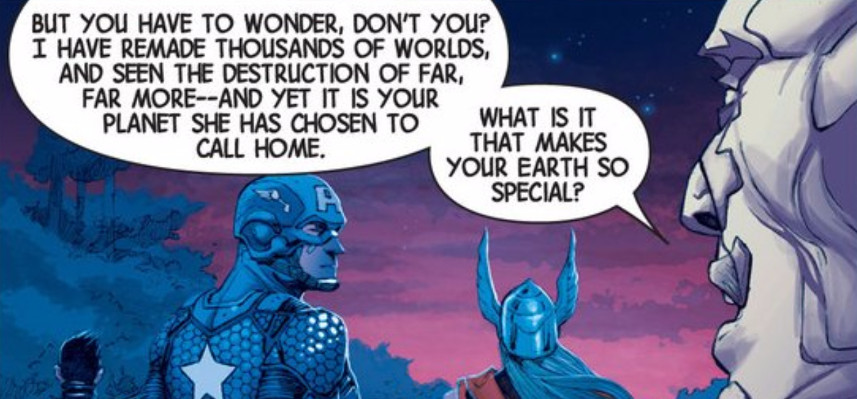 BUT YOU HAVE TO WONDER, DON'T YOU?
I HAVE REMADE THOUSANDS OF WORLDS,
AND SEEN THE DESTRUCTION OF FAR,
FAR MORE--AND YET IT IS YOUR
PLANET SHE HAS CHOSEN TO
CALL HOME.
WHAT IS IT
THAT MAKES
YOUR EARTH SO
SPECIAL?
A